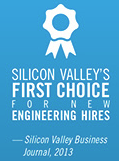 SILICON VALLEY'S
FIRST CHOICE
FOR NEW
ENGINEERING HIRES
— Silicon Valley Business
Journal, 2013